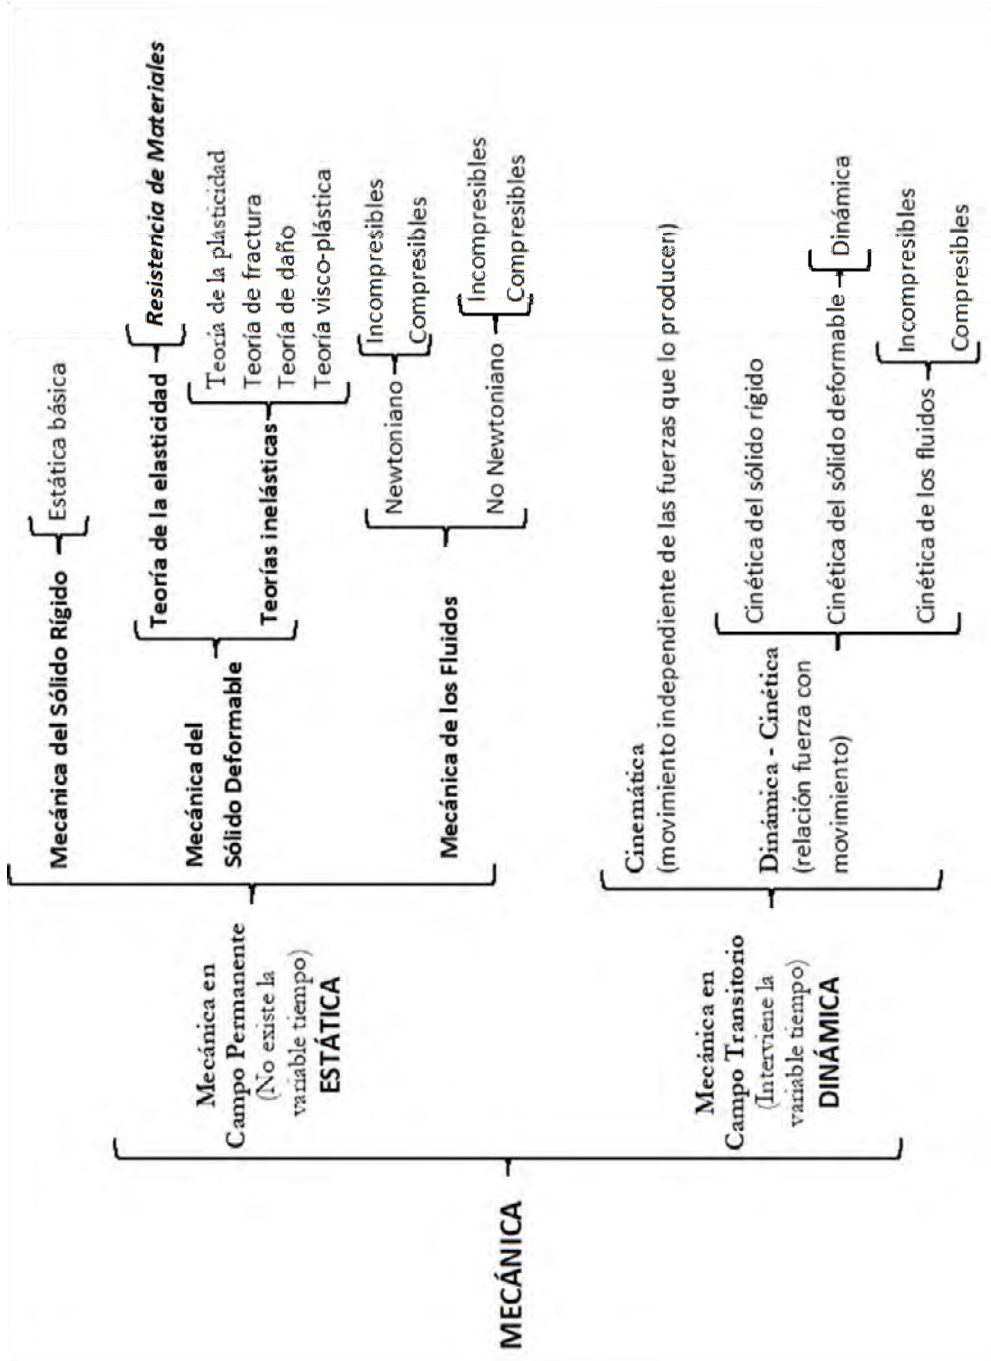 MECÁNICA
Mecánica en
Campo Permanente
(No existe la
variable tiempo)
ESTÁTICA
Mecánica del Sólido Rígido
Estática básica
Mecánica del
Sólido Deformable
Teoría de la elasticidad
Resistencia de Materiales
Teorías inelásticas
Teoría de la plasticidad
Teoría de fractura
Teoría de daño
Teoría visco-plástica
Mecánica de los Fluidos
Newtoniano
Incompresibles
Compresibles
No Newtoniano
Incompresibles
Compresibles
Mecánica en
Campo Transitorio
(Interviene la
variable tiempo)
DINÁMICA
Cinemática
(movimiento independiente de las fuerzas que lo producen)
Dinámica - Cinética
(relación fuerza con
movimiento)
Cinética del sólido rígido
Cinética del sólido deformable
Dinámica
Cinética de los fluidos
Incompresibles
Compresibles